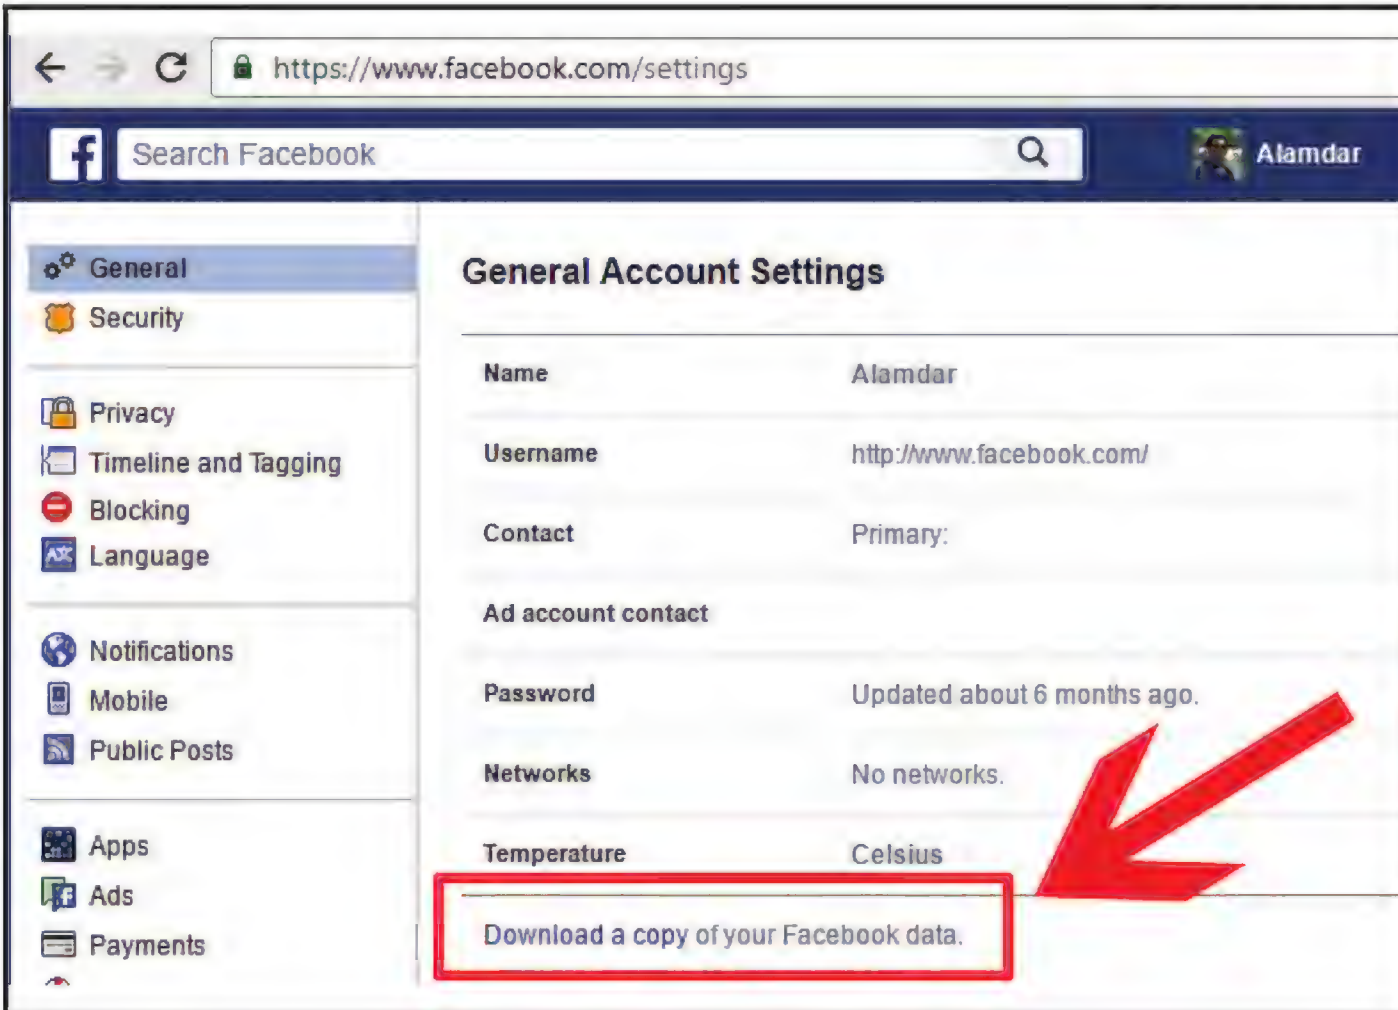 https://www.facebook.com/settings
f Search Facebook Alamdar
General
Security
Privacy
Timeline and Tagging
Blocking
Language
Notifications
Mobile
Public Posts
Apps
Ads
Payments
General Account Settings
Name Alamdar
Username http://www.facebook.com/
Contact Primary:
Ad account contact
Password Updated about 6 months ago.
Networks No networks.
Temperature Celsius
Download a copy of your Facebook data.